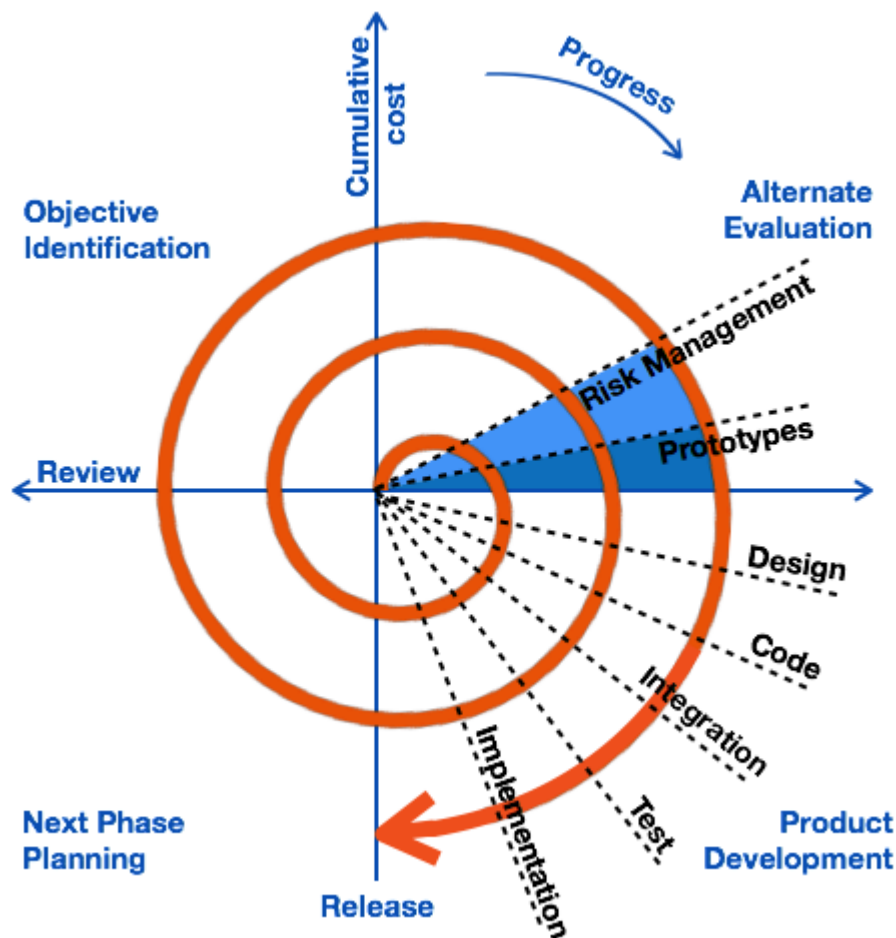 Cumulative
cost
Progress
Objective
Identification
Alternate
Evaluation
Risk Management
Prototypes
Review
Design
Code
Integration
Test
Implementation
Next Phase
Planning
Product
Development
Release